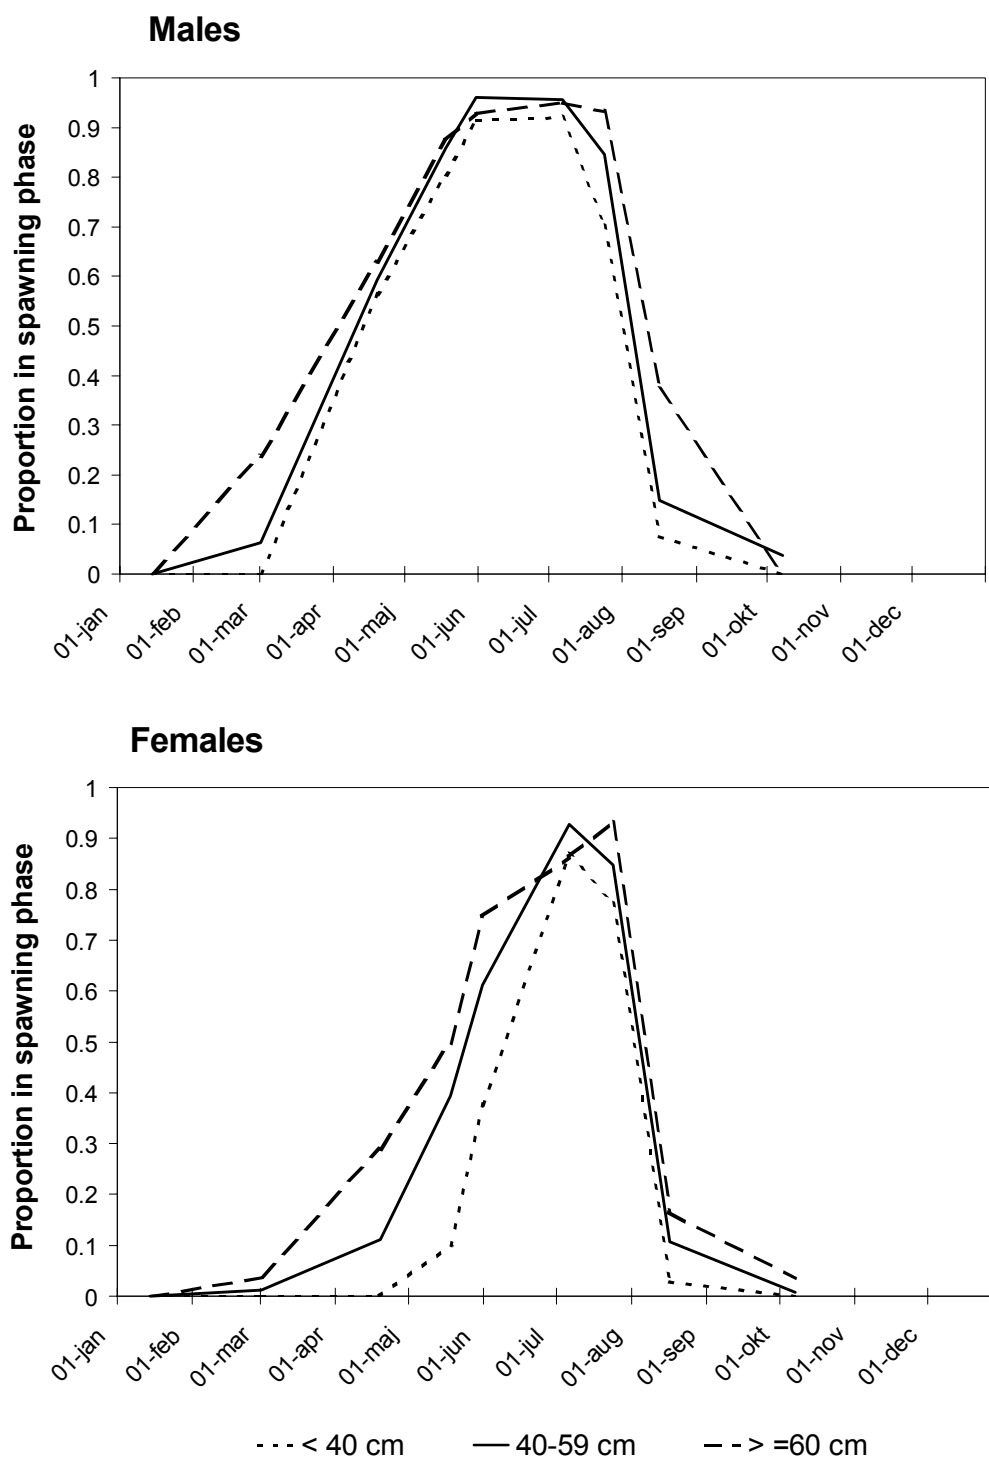 Males
Proportion in spawning phase
1
0.9
0.8
0.7
0.6
0.5
0.4
0.3
0.2
0.1
0
01-jan
01-feb
01-mar
01-apr
01-maj
01-jun
01-jul
01-aug
01-sep
01-okt
01-nov
01-dec
Females
Proportion in spawning phase
1
0.9
0.8
0.7
0.6
0.5
0.4
0.3
0.2
0.1
0
01-jan
01-feb
01-mar
01-apr
01-maj
01-jun
01-jul
01-aug
01-sep
01-okt
01-nov
01-dec
< 40 cm 40-59 cm > =60 cm